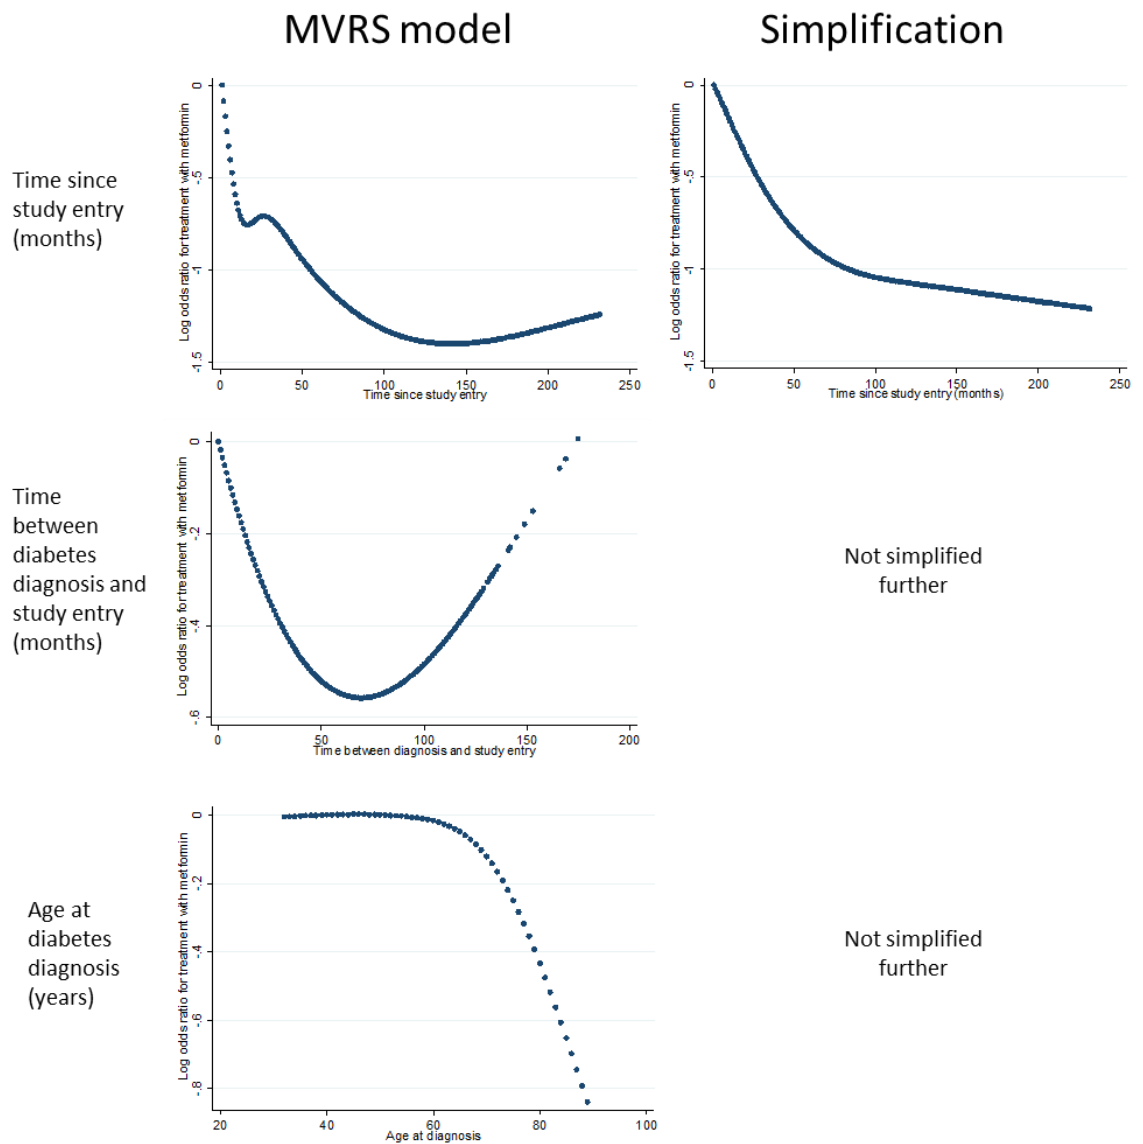 MVRS model
Simplification
Time since
study entry
(months)
Log odds ratio for treatment with metformin
0
-.5
-1
-1.5
0 50 100 150 200 250
Time since study entry
Log odds ratio for treatment with metformin
0
-.5
-1
-1.5
0 50 100 150 200 250
Time since study entry (months)
Time
between
diabetes
diagnosis and
study entry
(months)
Log odds ratio for treatment with metformin
0
-.2
-.4
-.6
0 50 100 150 200
Time between diagnosis and study entry
Not simplified
further
Age at
diabetes
diagnosis
(years)
Log odds ratio for treatment with metformin
0
-.2
-.4
-.6
-.8
20 40 60 80 100
Age at diagnosis
Not simplified
further